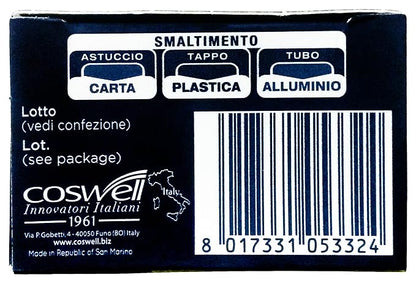 SMALTIMENTO
ASTUCCIO TAPPO TUBO
CARTA PLASTICA ALLUMINIO
Lotto
(vedi confezione)
Lot.
(see package)
coswell
Italy
Innovatori Italiani
1961
Via P.Gobetti,4 - 40050 Funo (BO) Italy
www.coswell.biz
Made in Republic of San Marino
8 017331 053324